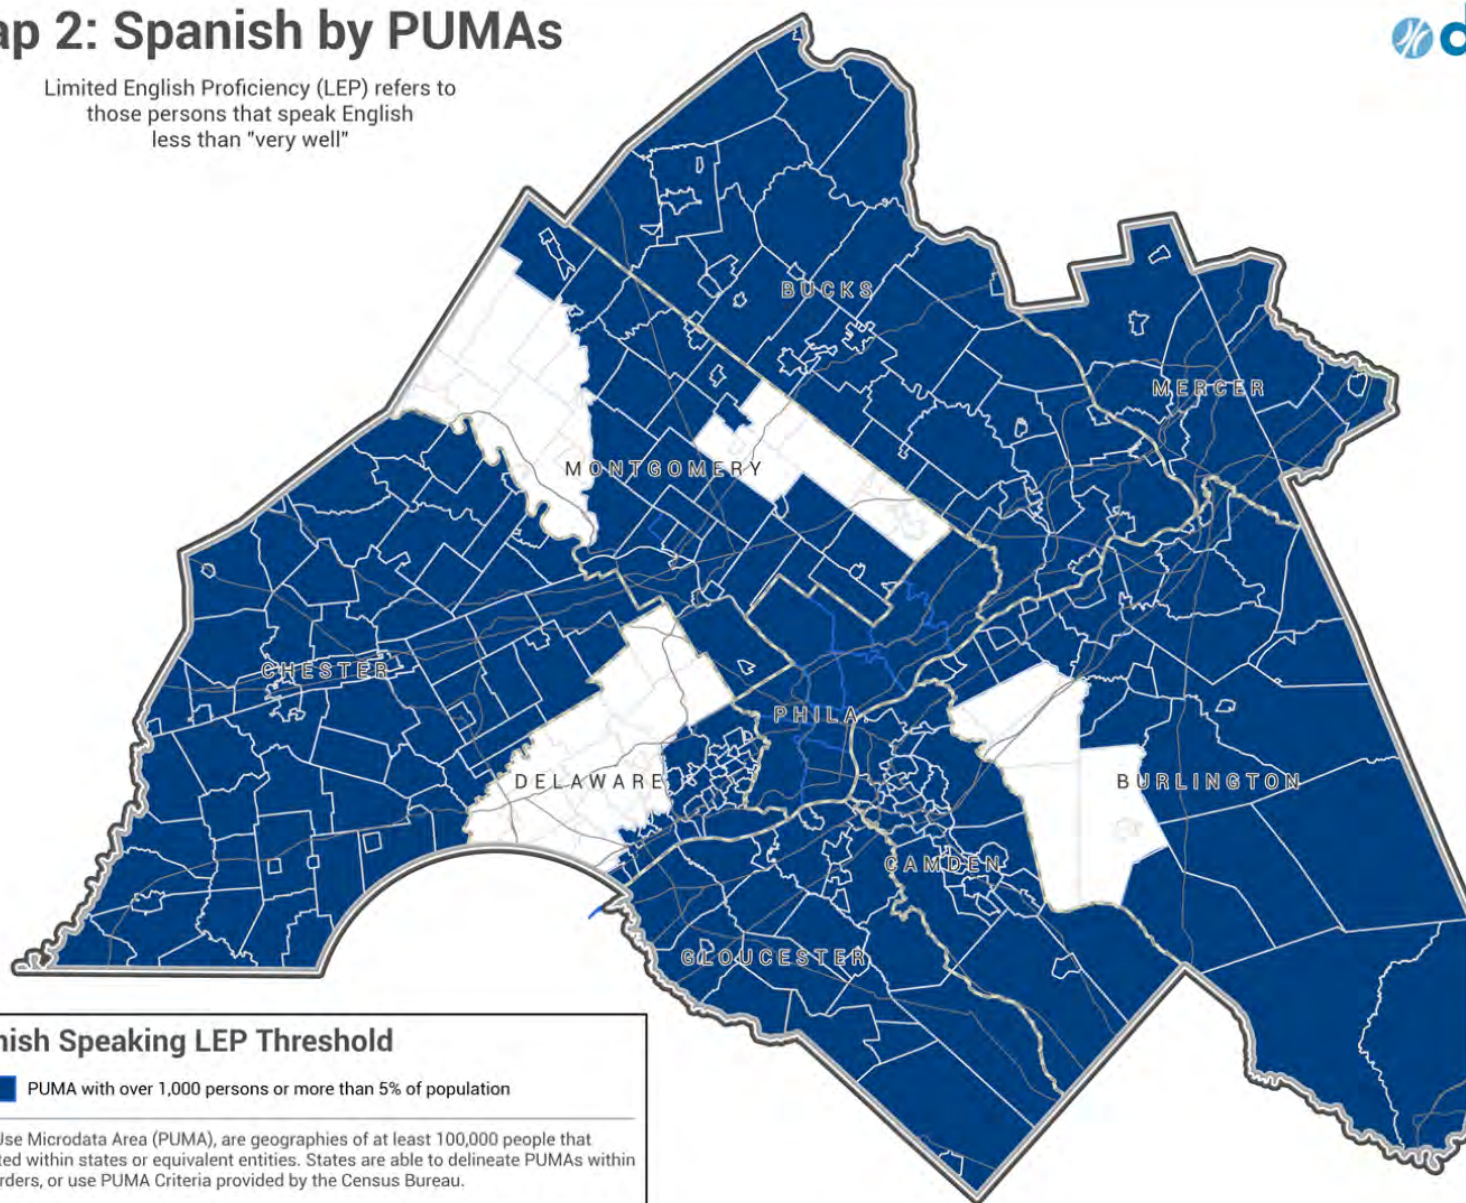 ap 2: Spanish by PUMAs
Limited English Proficiency (LEP) refers to
those persons that speak English
less than "very well"
d
BUCKS
MERCER
MONTGOMERY
CHESTER
PHILA.
DELAWARE
BURLINGTON
CAMDEN
GLOUCESTER
nish Speaking LEP Threshold
PUMA with over 1,000 persons or more than 5% of population
Use Microdata Area (PUMA), are geographies of at least 100,000 people that
ted within states or equivalent entities. States are able to delineate PUMAs within
rders, or use PUMA Criteria provided by the Census Bureau.